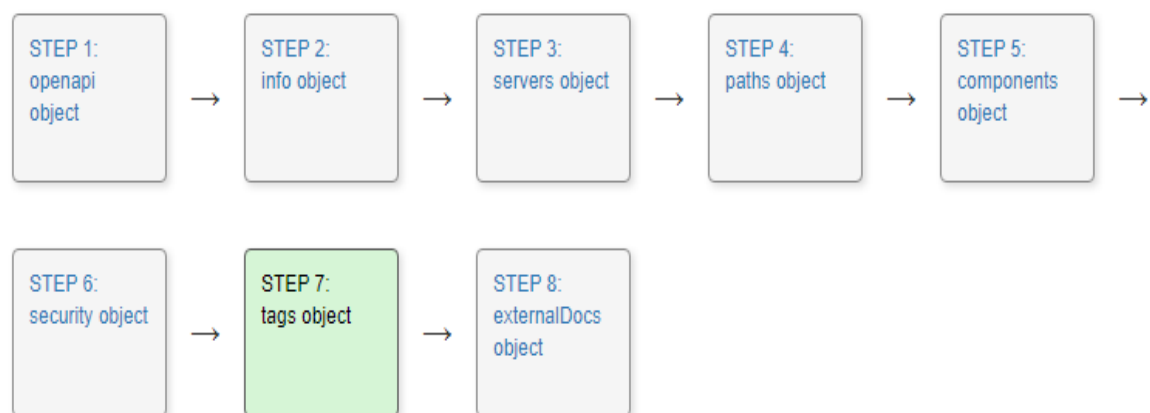 STEP 1:
openapi
object
→
STEP 2:
info object
→
STEP 3:
servers object
→
STEP 4:
paths object
→
STEP 5:
components
object
→
STEP 6:
security object
→
STEP 7:
tags object
→
STEP 8:
externalDocs
object